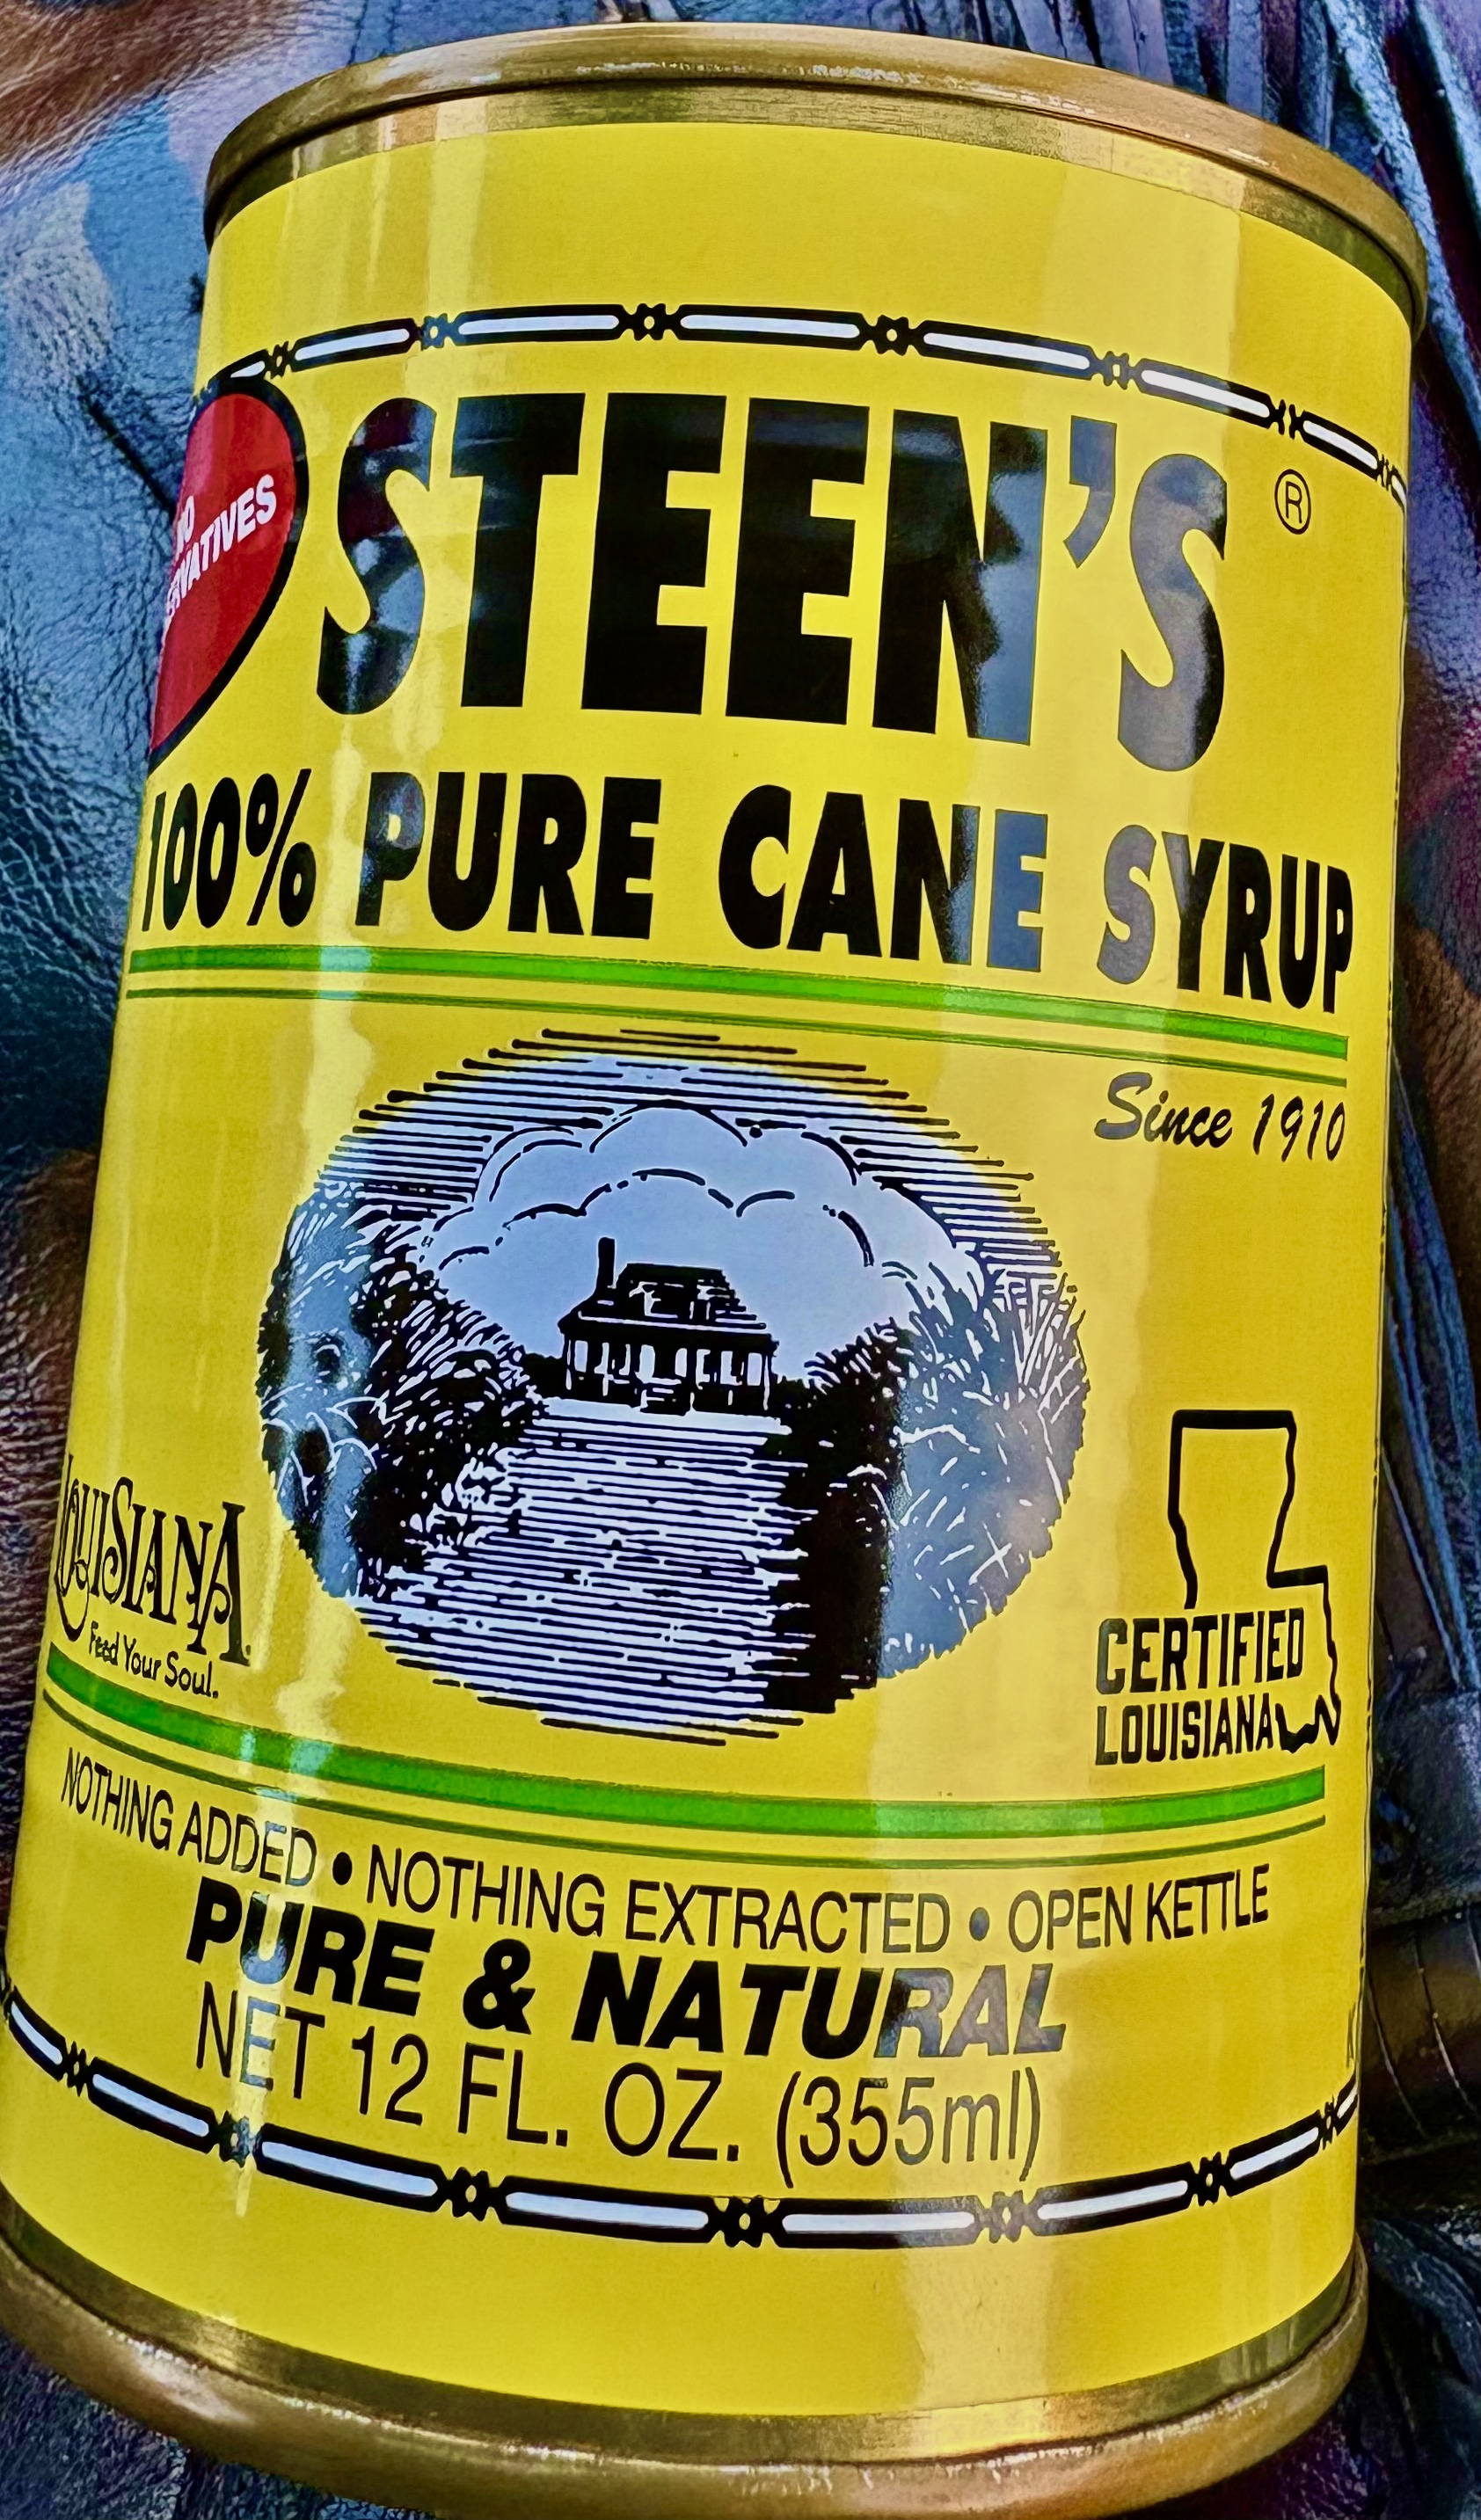 STEEN'S ®
100% PURE CANE SYRUP
Since 1910
LOUISIANA
Feed Your Soul.
CERTIFIED
LOUISIANA
NOTHING ADDED • NOTHING EXTRACTED • OPEN KETTLE
PURE & NATURAL
NET 12 FL. OZ. (355ml)